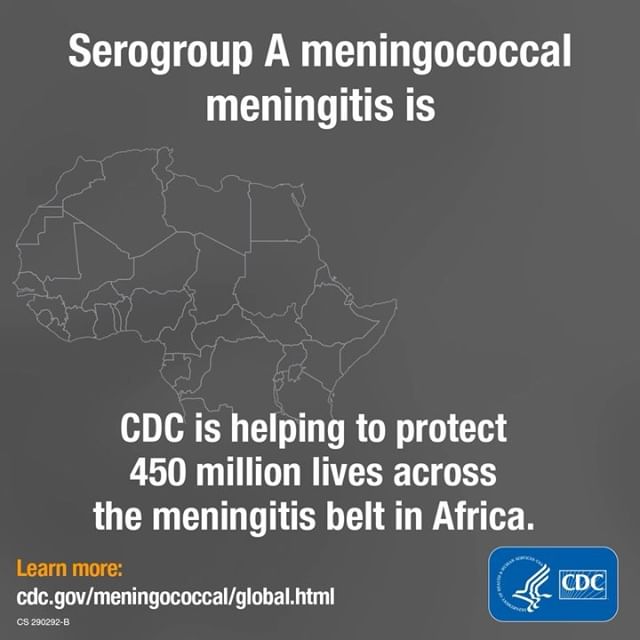 Serogroup A meningococcal
meningitis is
CDC is helping to protect
450 million lives across
the meningitis belt in Africa.
Learn more:
cdc.gov/meningococcal/global.html
CS 290292-B
CDC